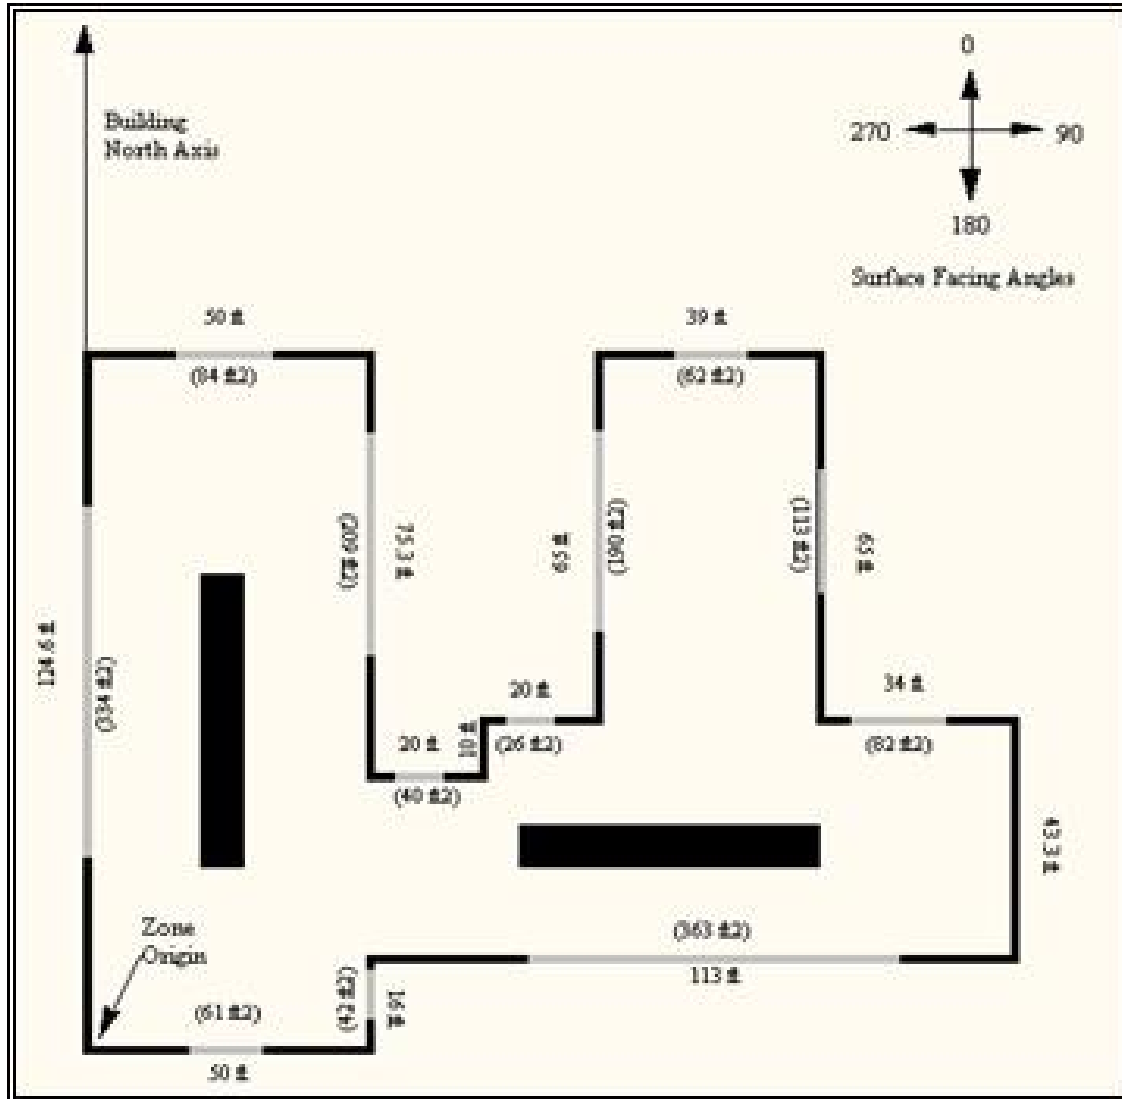 0
Building
North Axis
270
90
180
Surface Facing Angles
50 ft
39 ft
(84 ft2)
(62 ft2)
(209 ft2)
75.3 ft
65 ft
(190 ft2)
(113 ft2)
65 ft
124.6 ft
(334 ft2)
20 ft
34 ft
20 ft
10 ft
(26 ft2)
(82 ft2)
(40 ft2)
43.3 ft
Zone
Origin
(363 ft2)
113 ft
(61 ft2)
(42 ft2)
16 ft
50 ft